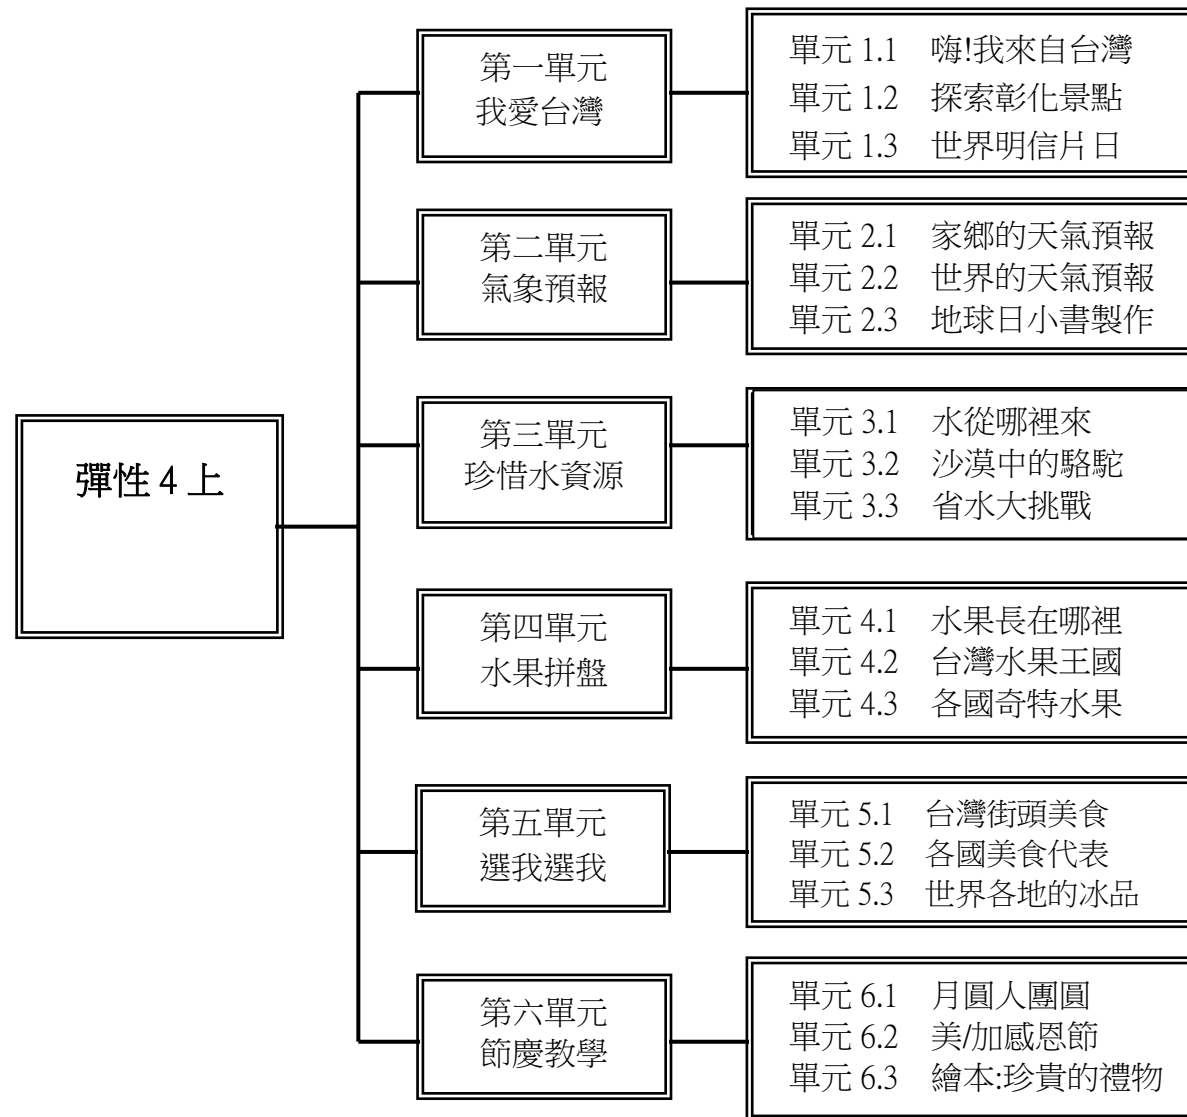 彈性 4 上
第一單元
我愛台灣
單元 1.1 嗨!我來自台灣
單元 1.2 探索彰化景點
單元 1.3 世界明信片日
第二單元
氣象預報
單元 2.1 家鄉的天氣預報
單元 2.2 世界的天氣預報
單元 2.3 地球日小書製作
第三單元
珍惜水資源
單元 3.1 水從哪裡來
單元 3.2 沙漠中的駱駝
單元 3.3 省水大挑戰
第四單元
水果拼盤
單元 4.1 水果長在哪裡
單元 4.2 台灣水果王國
單元 4.3 各國奇特水果
第五單元
選我選我
單元 5.1 台灣街頭美食
單元 5.2 各國美食代表
單元 5.3 世界各地的冰品
第六單元
節慶教學
單元 6.1 月圓人團圓
單元 6.2 美/加感恩節
單元 6.3 繪本:珍貴的禮物